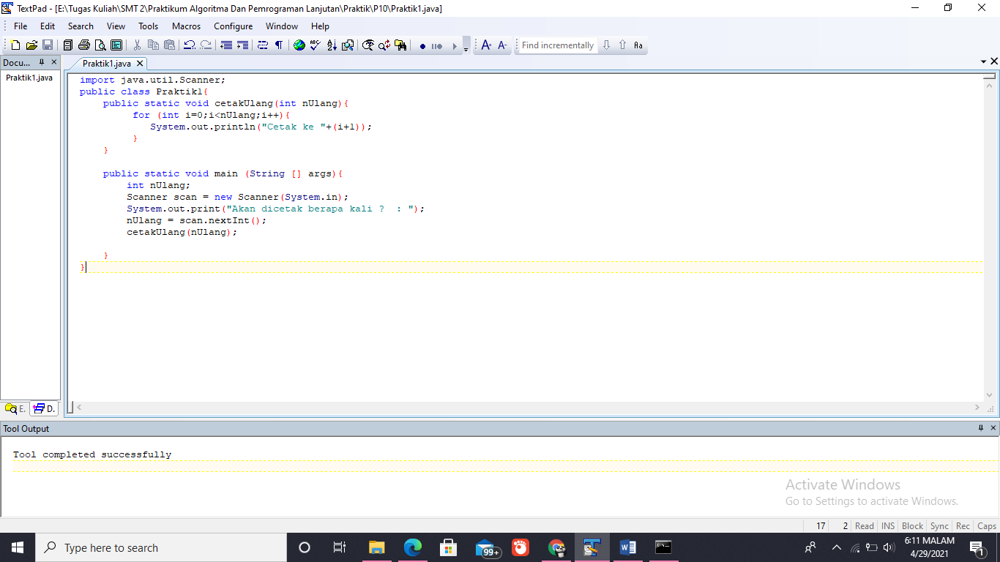 TextPad - [E:\Tugas Kuliah\SMT 2\Praktikum Algoritma Dan Pemrograman Lanjutan\Praktik\P10\Praktik1.java]
File Edit Search View Tools Macros Configure Window Help
Find incrementally
Docu...
Praktik1.java
Praktik1.java
import java.util.Scanner;
public class Praktik1{
    public static void cetakUlang(int nUlang){
         for (int i=0;i<nUlang;i++){
            System.out.println("Cetak ke "+(i+1));
         }
    }

    public static void main (String [] args){
        int nUlang;
        Scanner scan = new Scanner(System.in);
        System.out.print("Akan dicetak berapa kali ?  : ");
        nUlang = scan.nextInt();
        cetakUlang(nUlang);

    }
}
E. D.
Tool Output
Tool completed successfully
Activate Windows
Go to Settings to activate Windows.
17 2 Read INS Block Sync Rec Caps
Type here to search
99+
6:11 MALAM
4/29/2021
1